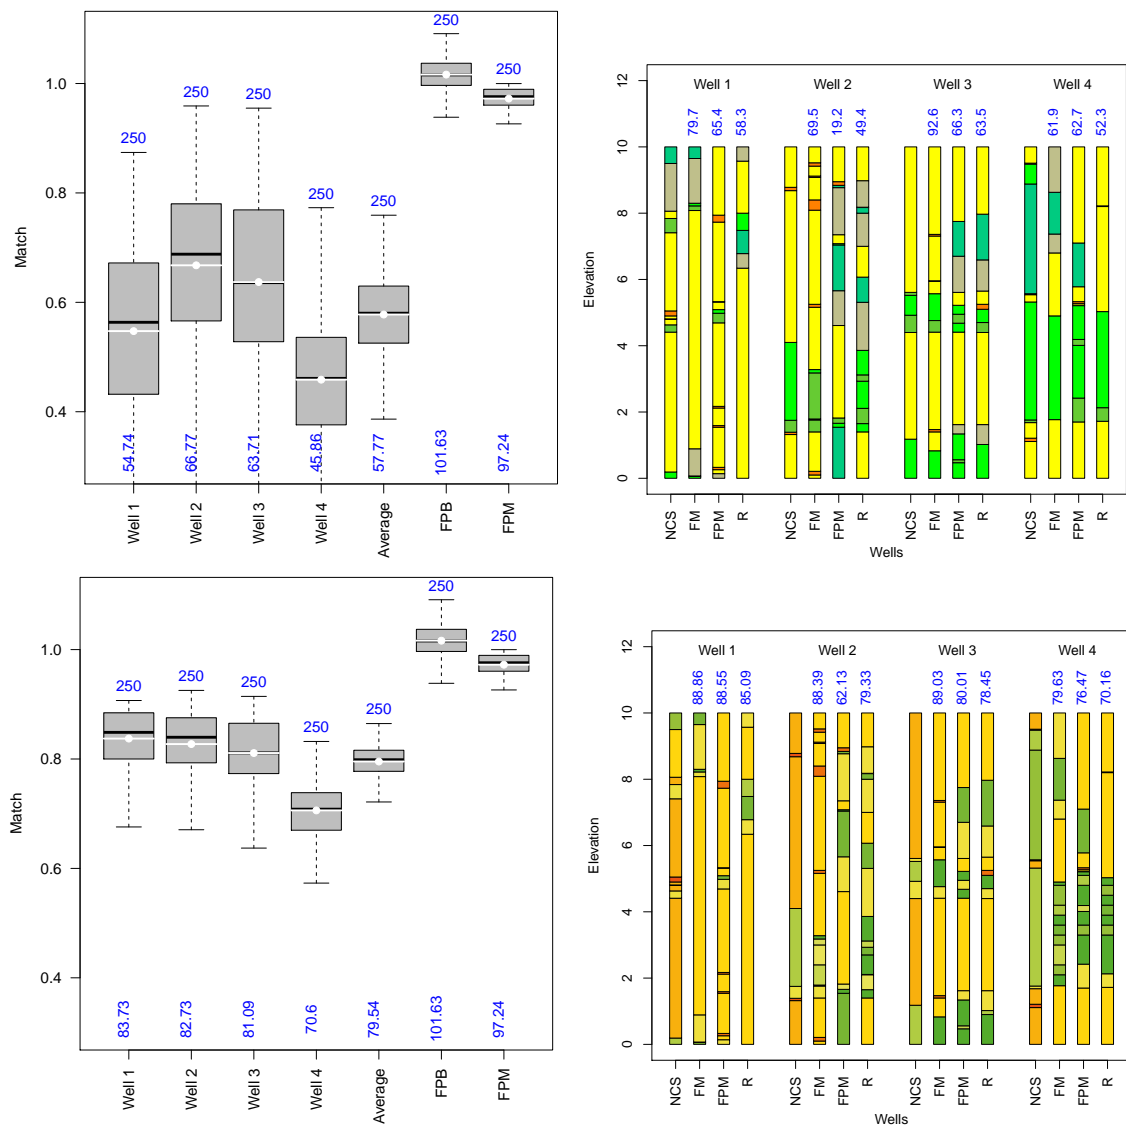 250
250
1.0
250
250
250
0.8
250
250
0.6
0.4
Match
54.74
66.77
63.71
45.86
57.77
101.63
97.24
Well 1
Well 2
Well 3
Well 4
Average
FPB
FPM
12
10
8
6
4
2
0
Elevation
Well 1
Well 2
Well 3
Well 4
79.7
65.4
58.3
69.5
19.2
49.4
92.6
66.3
63.5
61.9
62.7
52.3
NCS
FM
FPM
R
NCS
FM
FPM
R
NCS
FM
FPM
R
NCS
FM
FPM
R
Wells
250
250
1.0
250
250
250
250
250
0.8
0.6
0.4
Match
83.73
82.73
81.09
70.6
79.54
101.63
97.24
Well 1
Well 2
Well 3
Well 4
Average
FPB
FPM
12
10
8
6
4
2
0
Elevation
Well 1
Well 2
Well 3
Well 4
88.86
88.55
85.09
88.39
62.13
79.33
89.03
80.01
78.45
79.63
76.47
70.16
NCS
FM
FPM
R
NCS
FM
FPM
R
NCS
FM
FPM
R
NCS
FM
FPM
R
Wells